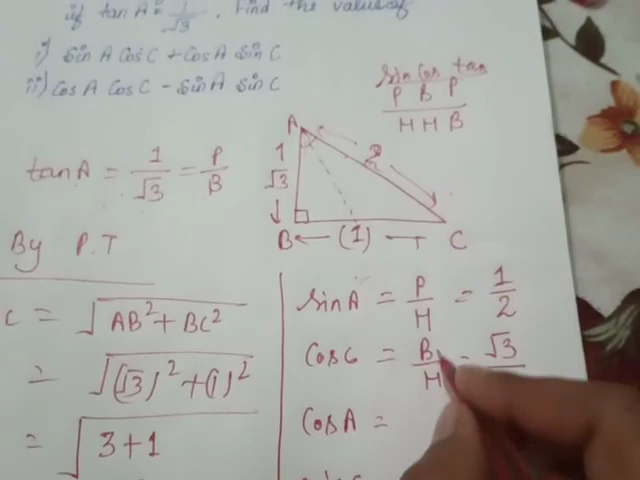 if tan A = 1/√3. Find the value of
i) Sin A Cos C + Cos A Sin C
ii) Cos A Cos C - Sin A Sin C
Sin Cos tan
P B P
H H B
tan A = 1/√3 = P/B
A
1
√3
2
B
(1)
C
By P.T
C = √AB² + BC²
= √(√3)² + (1)²
= √3 + 1
Sin A = P/H = 1/2
Cos C = B/H = √3
Cos A =